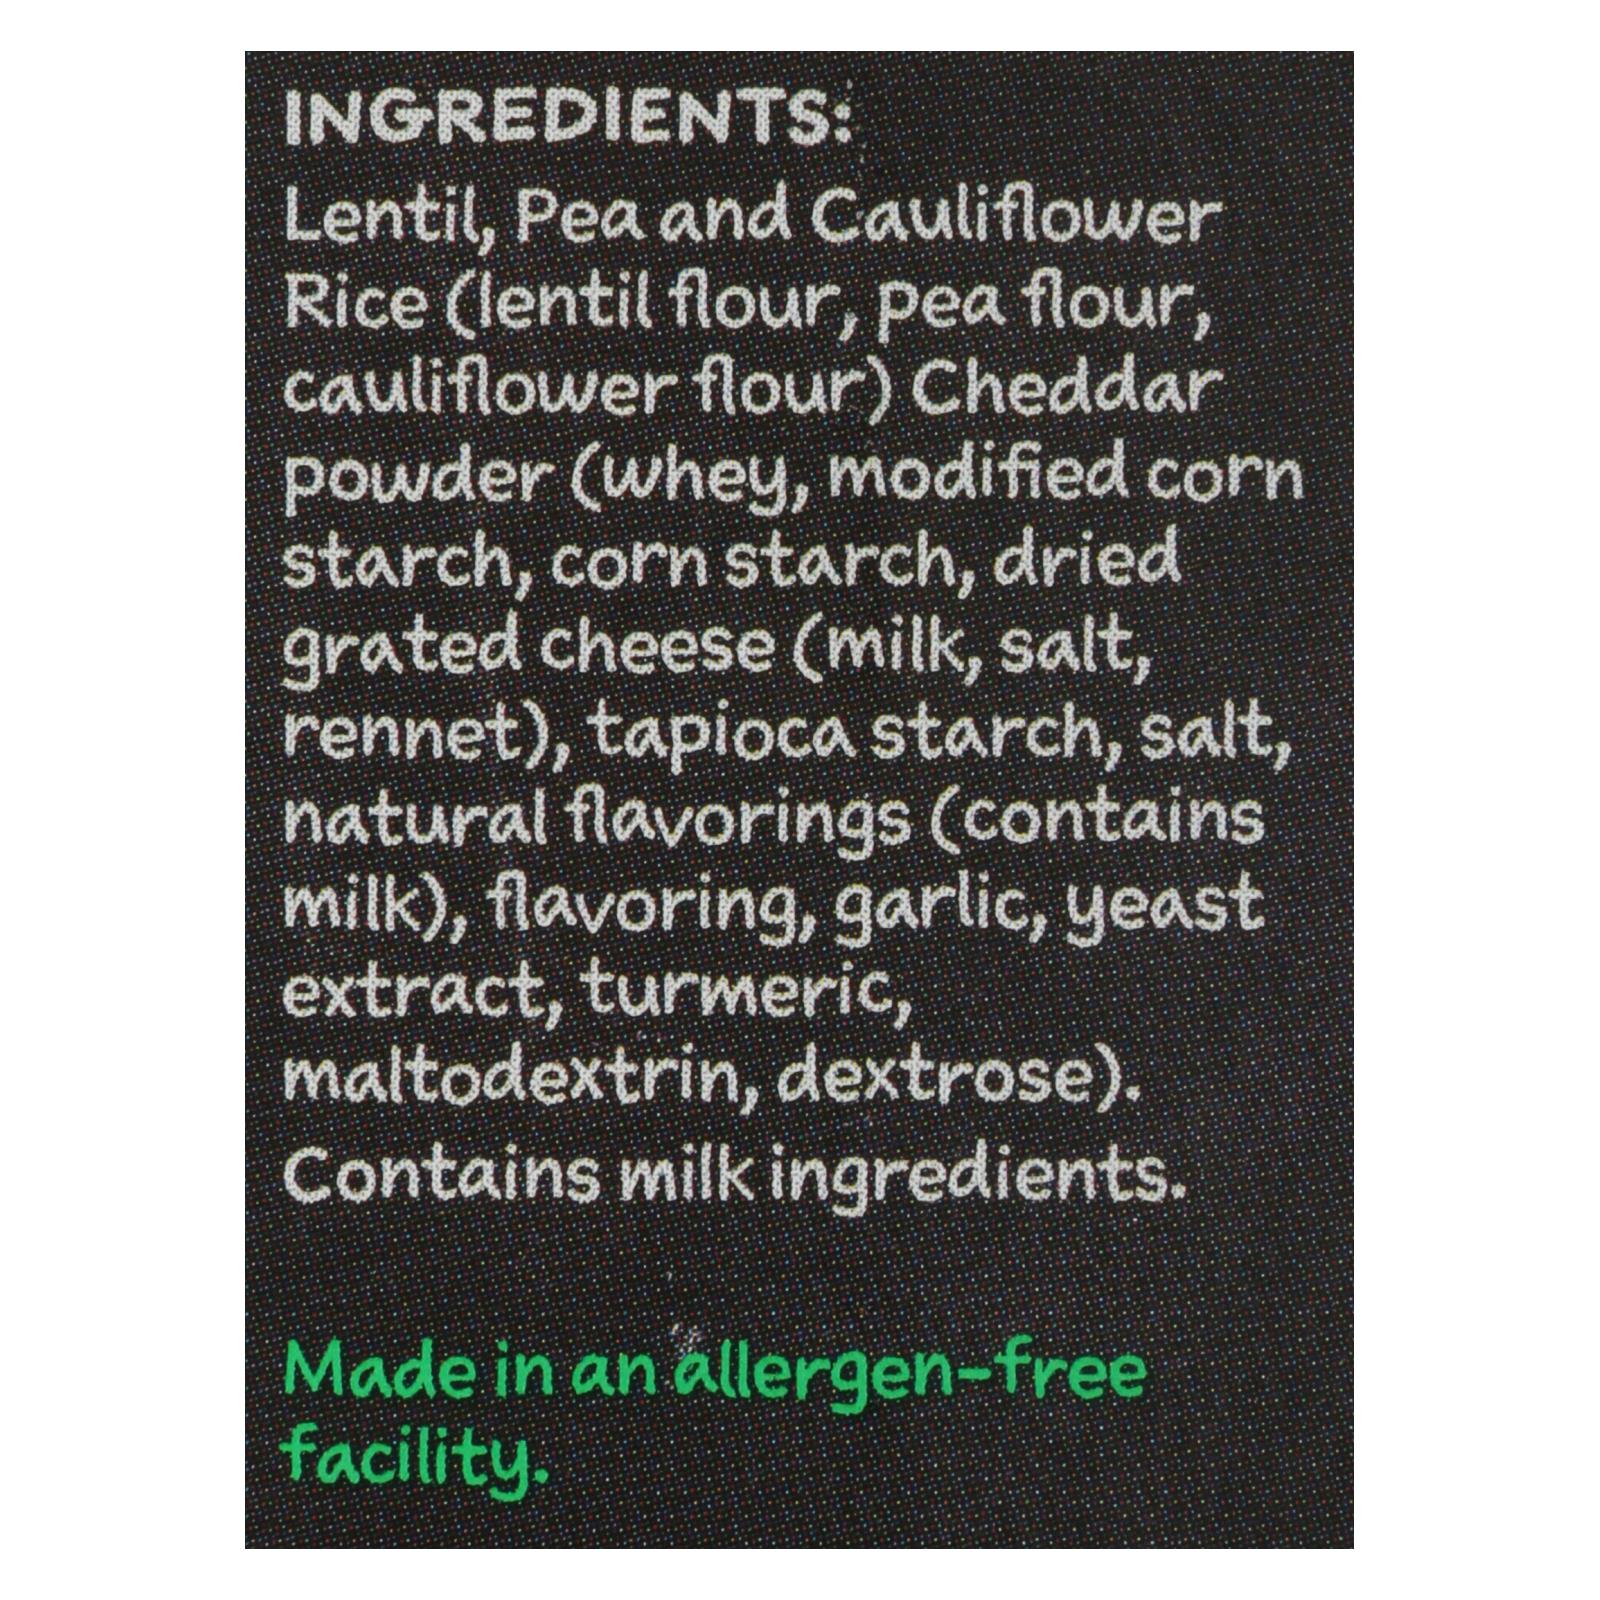 INGREDIENTS:
Lentil, Pea and Cauliflower
Rice (lentil flour, pea flour,
cauliflower flour) Cheddar
powder (whey, modified corn
starch, corn starch, dried
grated cheese (milk, salt,
rennet), tapioca starch, salt,
natural flavorings (contains
milk), flavoring, garlic, yeast
extract, turmeric,
maltodextrin, dextrose).
Contains milk ingredients.
Made in an allergen-free
facility.